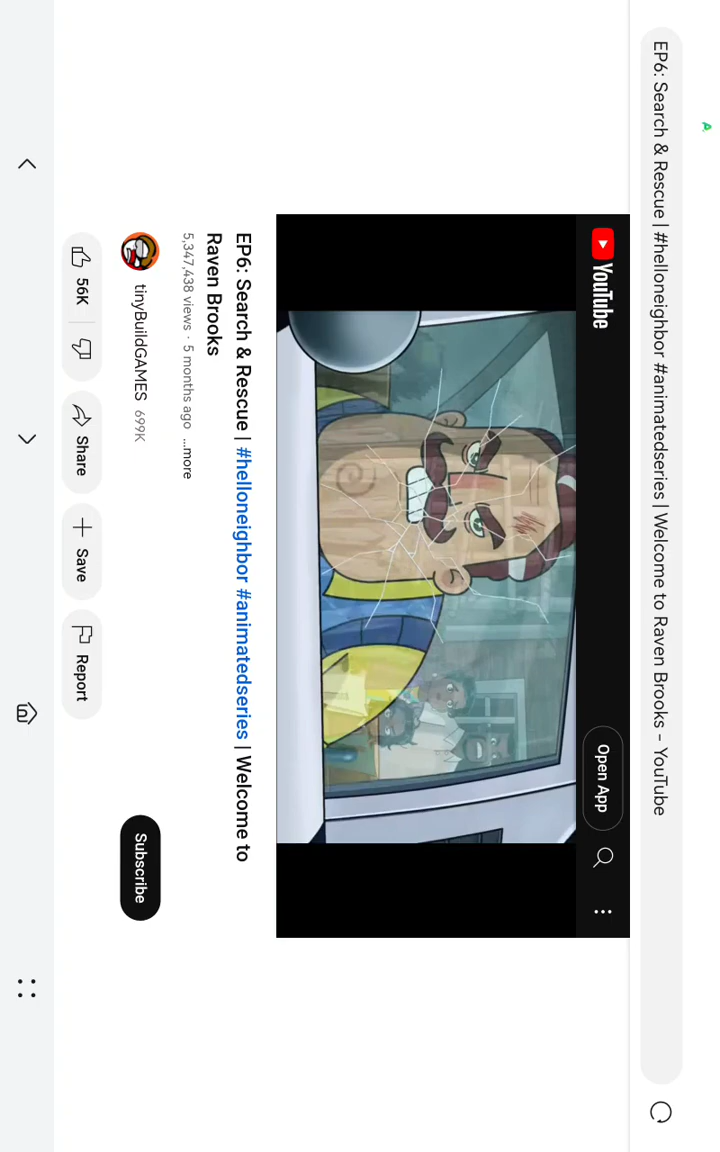 EP6: Search & Rescue | #helloneighbor #animatedseries | Welcome to Raven Brooks - YouTube
YouTube
Open App
EP6: Search & Rescue | #helloneighbor #animatedseries | Welcome to
Raven Brooks
5,347,438 views · 5 months ago ...more
tinyBuildGAMES 699K
Subscribe
56K
Share
Save
Report